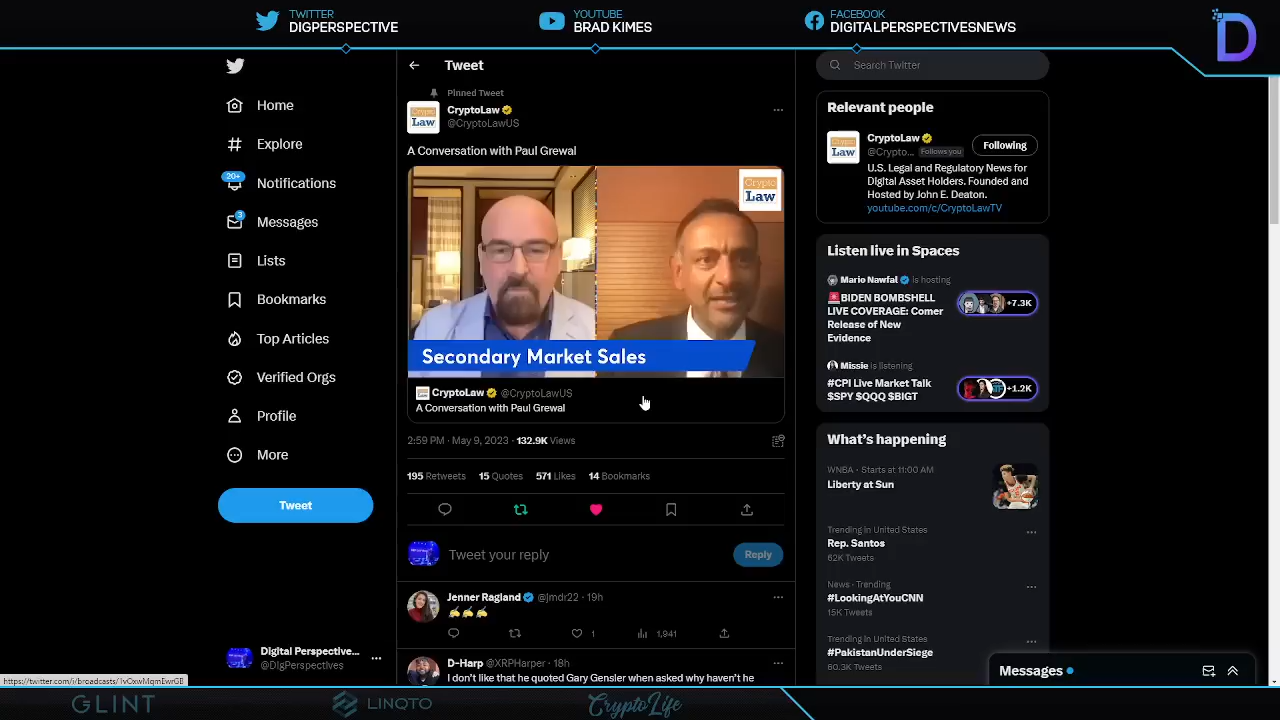 TWITTER
DIGPERSPECTIVE
YOUTUBE
BRAD KIMES
FACEBOOK
DIGITALPERSPECTIVESNEWS
D
Home
Explore
20+
Notifications
3
Messages
Lists
Bookmarks
Top Articles
Verified Orgs
Profile
More
Tweet
Digital Perspective...
@DIgPerspectives
Tweet
Pinned Tweet
CryptoLaw
@CryptoLawUS
A Conversation with Paul Grewal
Crypto
Law
Secondary Market Sales
CryptoLaw @CryptoLawUS
A Conversation with Paul Grewal
2:59 PM · May 9, 2023 · 132.9K Views
195 Retweets 15 Quotes 571 Likes 14 Bookmarks
Tweet your reply
Reply
Jenner Ragland @jmdr22 · 19h
1
1,941
D-Harp @XRPHarper · 18h
I don't like that he quoted Gary Gensler when asked why haven't he
Search Twitter
Relevant people
Law
CryptoLaw
@Crypto... Follows you
Following
U.S. Legal and Regulatory News for
Digital Asset Holders. Founded and
Hosted by John E. Deaton.
youtube.com/c/CryptoLawTV
Listen live in Spaces
Mario Nawfal is hosting
BIDEN BOMBSHELL
LIVE COVERAGE: Comer
Release of New
Evidence
+7.3K
Missie is listening
#CPI Live Market Talk
$SPY $QQQ $BIGT
+1.2K
What's happening
WNBA · Starts at 11:00 AM
Liberty at Sun
Trending in United States
Rep. Santos
62K Tweets
News · Trending
#LookingAtYouCNN
15K Tweets
Trending in United States
#PakistanUnderSiege
60.3K Tweets
Messages
GLINT
LINQTO
CryptoLife